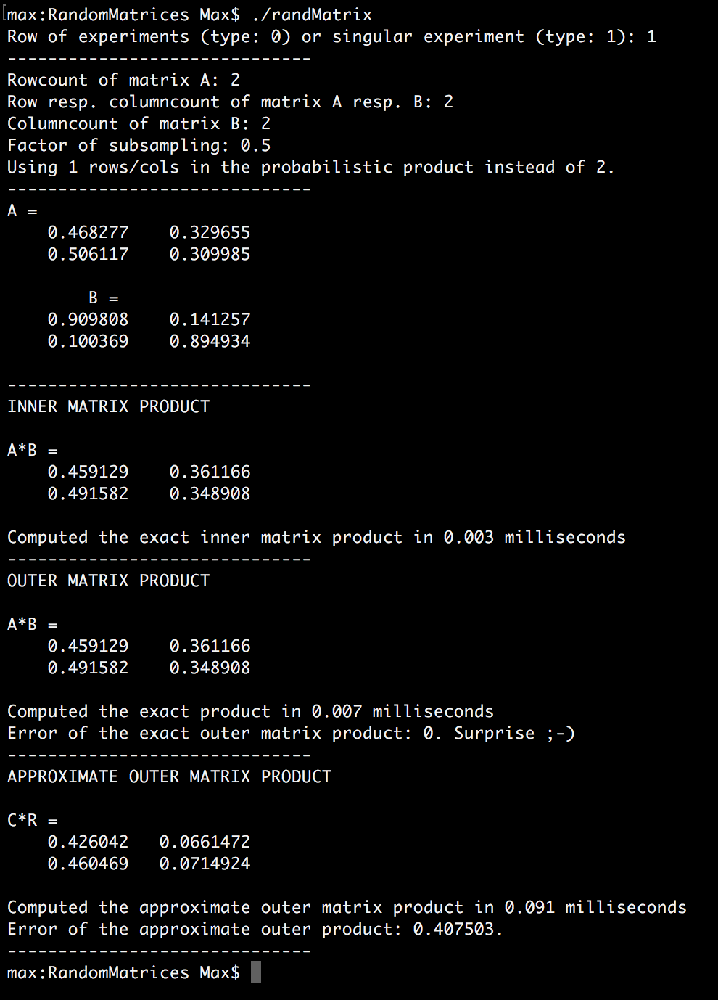 max:RandomMatrices Max$ ./randMatrix
Row of experiments (type: 0) or singular experiment (type: 1): 1
------------------------------
Rowcount of matrix A: 2
Row resp. columncount of matrix A resp. B: 2
Columncount of matrix B: 2
Factor of subsampling: 0.5
Using 1 rows/cols in the probabilistic product instead of 2.
------------------------------
A =
    0.468277    0.329655
    0.506117    0.309985

        B =
    0.909808    0.141257
    0.100369    0.894934

------------------------------
INNER MATRIX PRODUCT

A*B =
    0.459129    0.361166
    0.491582    0.348908

Computed the exact inner matrix product in 0.003 milliseconds
------------------------------
OUTER MATRIX PRODUCT

A*B =
    0.459129    0.361166
    0.491582    0.348908

Computed the exact product in 0.007 milliseconds
Error of the exact outer matrix product: 0. Surprise ;-)
------------------------------
APPROXIMATE OUTER MATRIX PRODUCT

C*R =
    0.426042   0.0661472
    0.460469   0.0714924

Computed the approximate outer matrix product in 0.091 milliseconds
Error of the approximate outer product: 0.407503.
------------------------------
max:RandomMatrices Max$